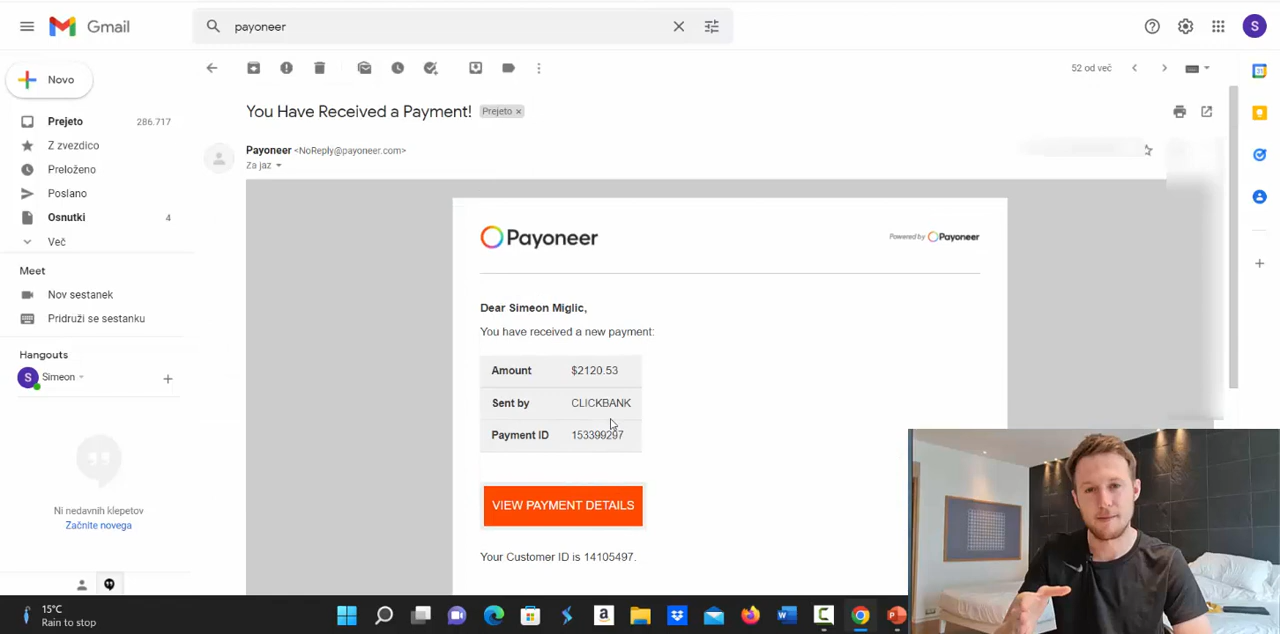 Gmail
payoneer
S
Novo
52 od več
You Have Received a Payment!
Prejeto ×
Prejeto 286.717
Z zvezdico
Preloženo
Poslano
Osnutki 4
Več
Payoneer <NoReply@payoneer.com>
Za jaz
Meet
Nov sestanek
Pridruži se sestanku
Hangouts
S Simeon
Ni nedavnih klepetov
Začnite novega
Payoneer
Powered by Payoneer
Dear Simeon Miglic,
You have received a new payment:
Amount $2120.53
Sent by CLICKBANK
Payment ID 153399297
VIEW PAYMENT DETAILS
Your Customer ID is 14105497.
15°C
Rain to stop